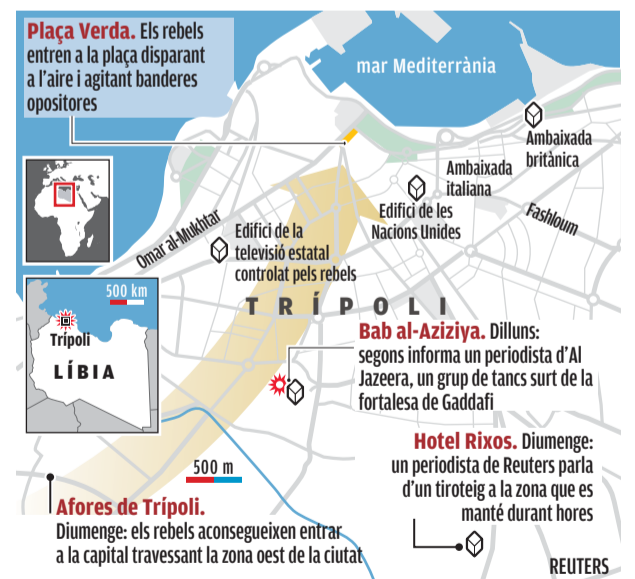 Plaça Verda. Els rebels
entren a la plaça disparant
a l'aire i agitant banderes
opositores
mar Mediterrània
Ambaixada
britànica
Ambaixada
italiana
Edifici de les
Nacions Unides
Fashloum
Omar al-Mukhtar
Edifici de la
televisió estatal
controlat pels rebels
TRÍPOLI
500 km
Trípoli
LÍBIA
Bab al-Aziziya. Dilluns:
segons informa un periodista d'Al
Jazeera, un grup de tancs surt de la
fortalesa de Gaddafi
Hotel Rixos. Diumenge:
un periodista de Reuters parla
d'un tiroteig a la zona que es
manté durant hores
500 m
Afores de Trípoli.
Diumenge: els rebels aconsegueixen entrar
a la capital travessant la zona oest de la ciutat
REUTERS